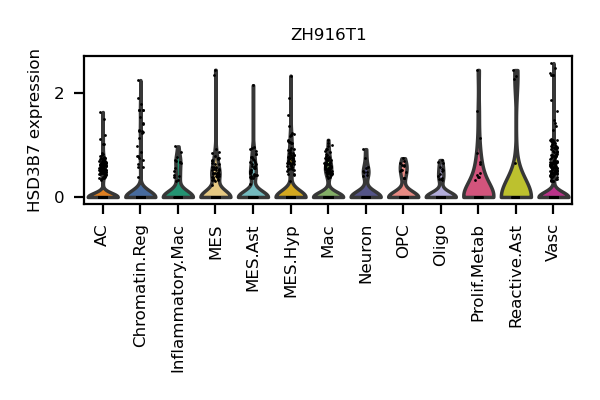 ZH916T1
HSD3B7 expression
2
0
AC
Chromatin.Reg
Inflammatory.Mac
MES
MES.Ast
MES.Hyp
Mac
Neuron
OPC
Oligo
Prolif.Metab
Reactive.Ast
Vasc